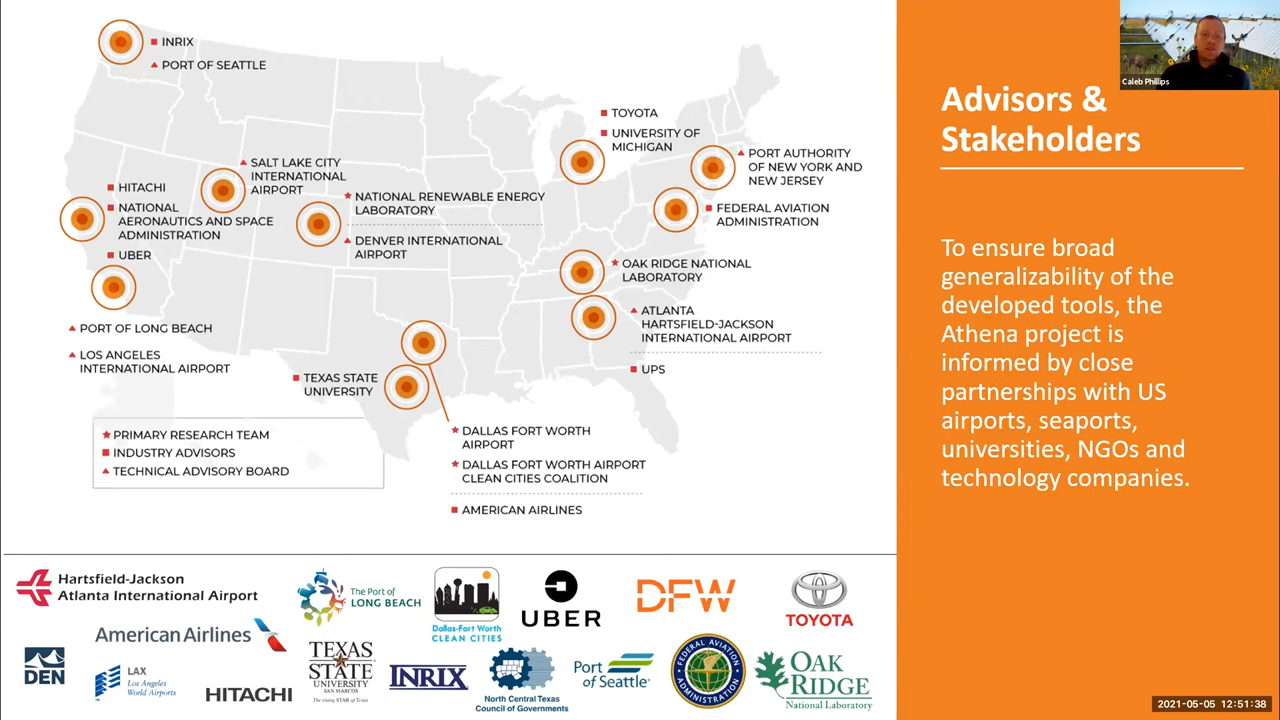 INRIX
PORT OF SEATTLE
TOYOTA
UNIVERSITY OF
MICHIGAN
SALT LAKE CITY
INTERNATIONAL
AIRPORT
PORT AUTHORITY
OF NEW YORK AND
NEW JERSEY
HITACHI
NATIONAL
AERONAUTICS AND SPACE
ADMINISTRATION
UBER
NATIONAL RENEWABLE ENERGY
LABORATORY
DENVER INTERNATIONAL
AIRPORT
FEDERAL AVIATION
ADMINISTRATION
OAK RIDGE NATIONAL
LABORATORY
ATLANTA
HARTSFIELD-JACKSON
INTERNATIONAL AIRPORT
UPS
PORT OF LONG BEACH
LOS ANGELES
INTERNATIONAL AIRPORT
TEXAS STATE
UNIVERSITY
DALLAS FORT WORTH
AIRPORT
DALLAS FORT WORTH AIRPORT
CLEAN CITIES COALITION
AMERICAN AIRLINES
PRIMARY RESEARCH TEAM
INDUSTRY ADVISORS
TECHNICAL ADVISORY BOARD
Hartsfield-Jackson
Atlanta International Airport
The Port of
LONG BEACH
Dallas-Fort Worth
CLEAN CITIES
UBER
DFW
TOYOTA
American Airlines
DEN
LAX
Los Angeles
World Airports
HITACHI
TEXAS
STATE
UNIVERSITY
SAN MARCOS
The rising STAR of Texas
INRIX
North Central Texas
Council of Governments
Port
of Seattle
FEDERAL AVIATION
ADMINISTRATION
OAK
RIDGE
National Laboratory
Caleb Phillips
Advisors &
Stakeholders
To ensure broad
generalizability of the
developed tools, the
Athena project is
informed by close
partnerships with US
airports, seaports,
universities, NGOs and
technology companies.
2021-05-05 12:51:38